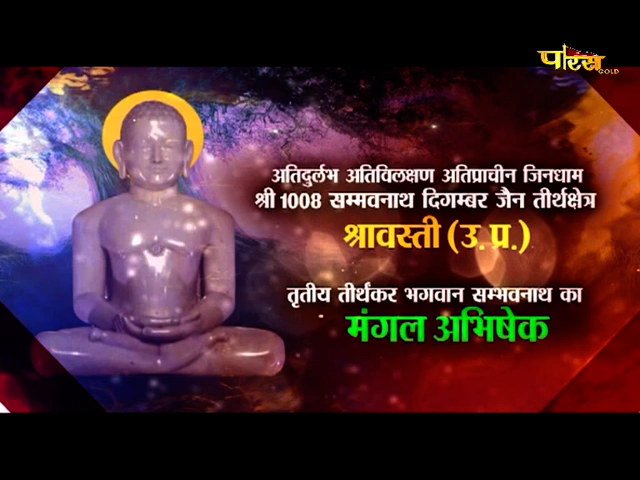 पारस
GOLD
अतिदुर्लभ अतिविलक्षण अतिप्राचीन जिनधाम
श्री 1008 सम्भवनाथ दिगम्बर जैन तीर्थक्षेत्र
श्रावस्ती (उ. प्र.)
तृतीय तीर्थंकर भगवान सम्भवनाथ का
मंगल अभिषेक